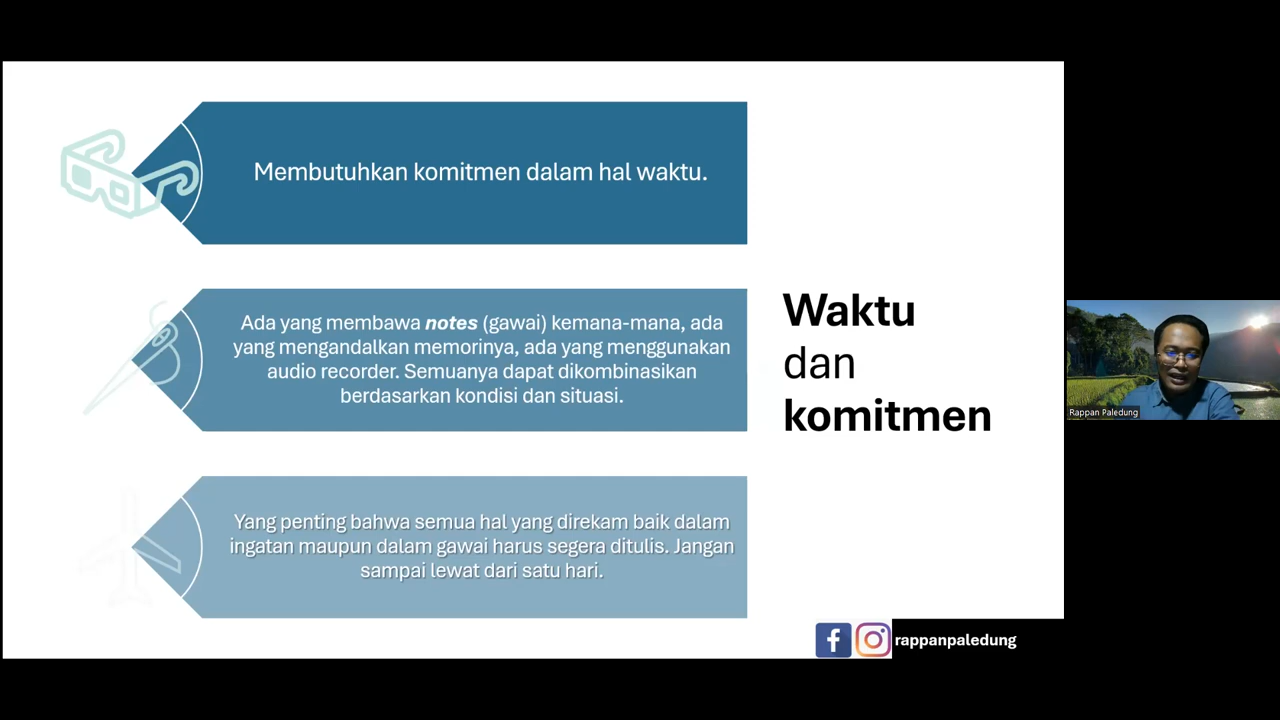 Membutuhkan komitmen dalam hal waktu.
Ada yang membawa notes (gawai) kemana-mana, ada
yang mengandalkan memorinya, ada yang menggunakan
audio recorder. Semuanya dapat dikombinasikan
berdasarkan kondisi dan situasi.
Yang penting bahwa semua hal yang direkam baik dalam
ingatan maupun dalam gawai harus segera ditulis. Jangan
sampai lewat dari satu hari.
Waktu
dan
komitmen
Rappan Paledung
rappanpaledung